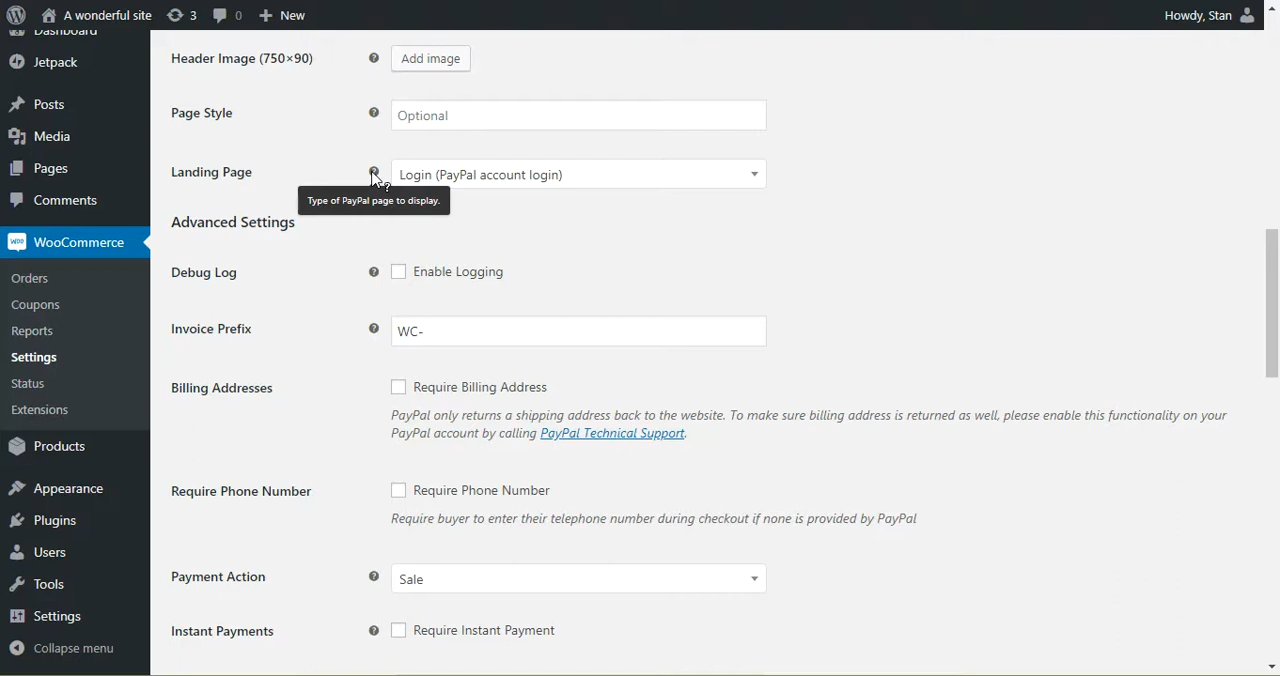 A wonderful site 3 0 New Howdy, Stan
Dashboard
Jetpack
Posts
Media
Pages
Comments
WooCommerce
Orders
Coupons
Reports
Settings
Status
Extensions
Products
Appearance
Plugins
Users
Tools
Settings
Collapse menu
Header Image (750×90) Add image
Page Style Optional
Landing Page Login (PayPal account login)
Type of PayPal page to display.
Advanced Settings
Debug Log Enable Logging
Invoice Prefix WC-
Billing Addresses Require Billing Address
PayPal only returns a shipping address back to the website. To make sure billing address is returned as well, please enable this functionality on your
PayPal account by calling PayPal Technical Support.
Require Phone Number Require Phone Number
Require buyer to enter their telephone number during checkout if none is provided by PayPal
Payment Action Sale
Instant Payments Require Instant Payment